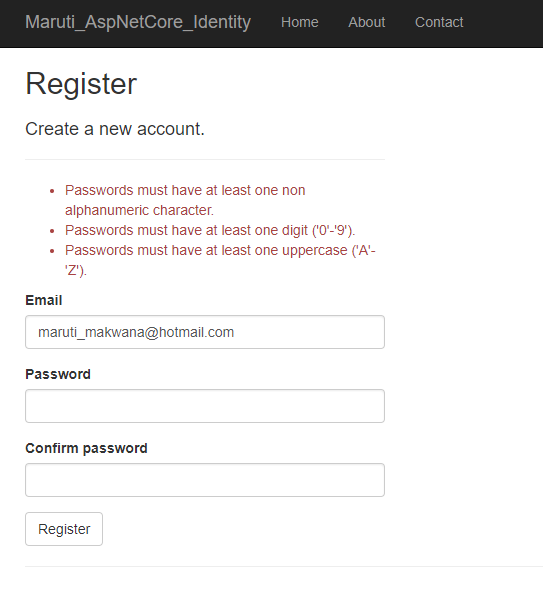 Maruti_AspNetCore_Identity Home About Contact
Register
Create a new account.
Passwords must have at least one non
alphanumeric character.
Passwords must have at least one digit ('0'-'9').
Passwords must have at least one uppercase ('A'-
'Z').
Email
maruti_makwana@hotmail.com
Password
Confirm password
Register